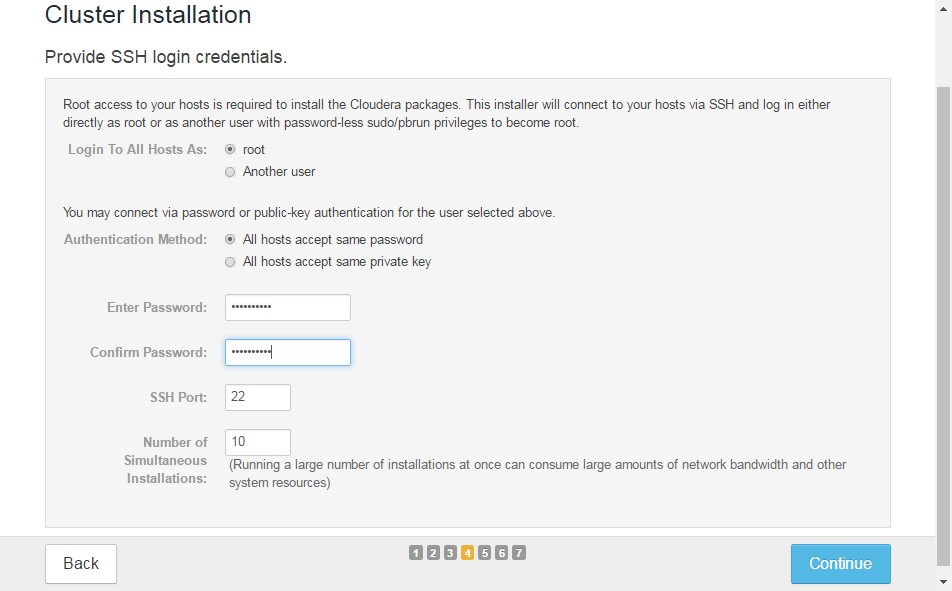 Cluster Installation
Provide SSH login credentials.
Root access to your hosts is required to install the Cloudera packages. This installer will connect to your hosts via SSH and log in either
directly as root or as another user with password-less sudo/pbrun privileges to become root.
Login To All Hosts As: root
Another user
You may connect via password or public-key authentication for the user selected above.
Authentication Method: All hosts accept same password
All hosts accept same private key
Enter Password: ••••••••••
Confirm Password: ••••••••••
SSH Port: 22
Number of 10
Simultaneous (Running a large number of installations at once can consume large amounts of network bandwidth and other
Installations: system resources)
Back 1 2 3 4 5 6 7 Continue